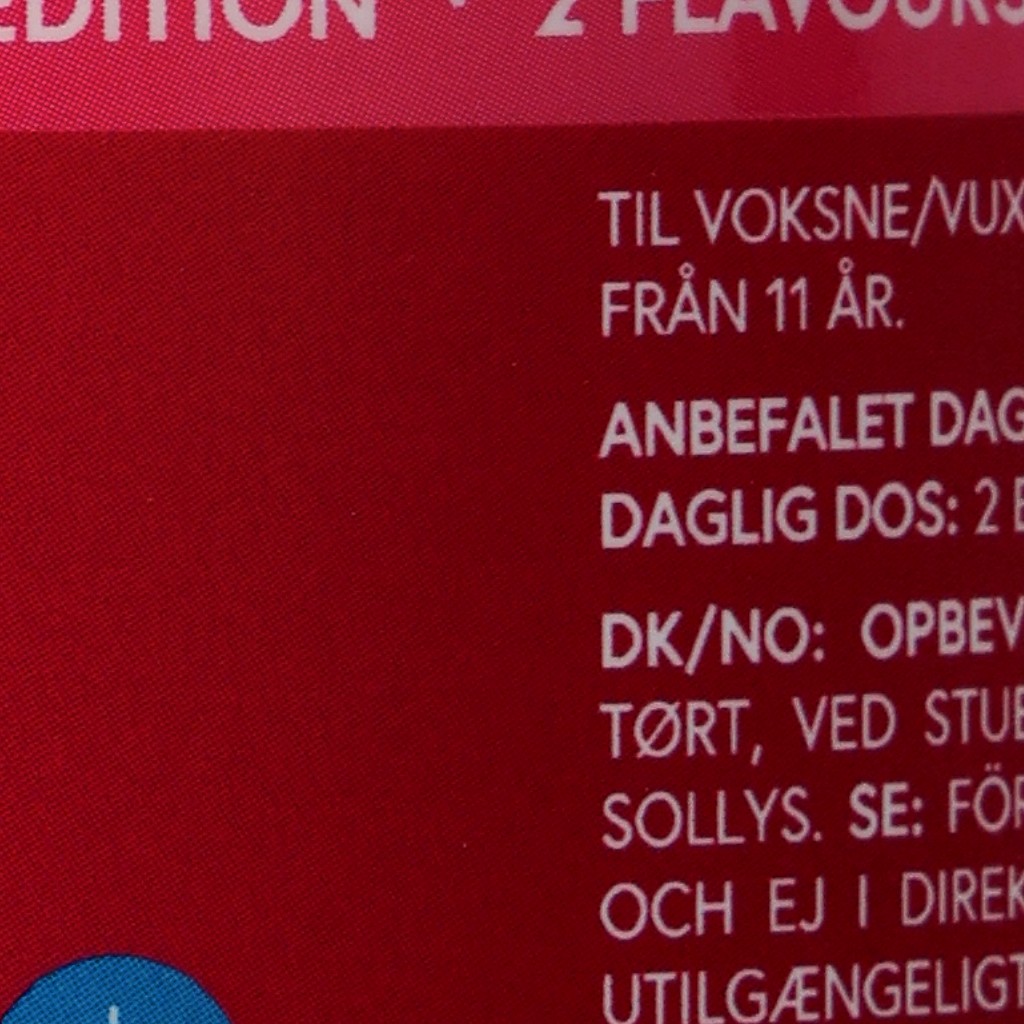 EDITION • 2 FLAVOURS
TIL VOKSNE/VUX
FRÅN 11 ÅR.
ANBEFALET DAG
DAGLIG DOS: 2
DK/NO: OPBEV
TØRT, VED STUE
SOLLYS. SE: FÖR
OCH EJ I DIREK
UTILGÆNGELIGT